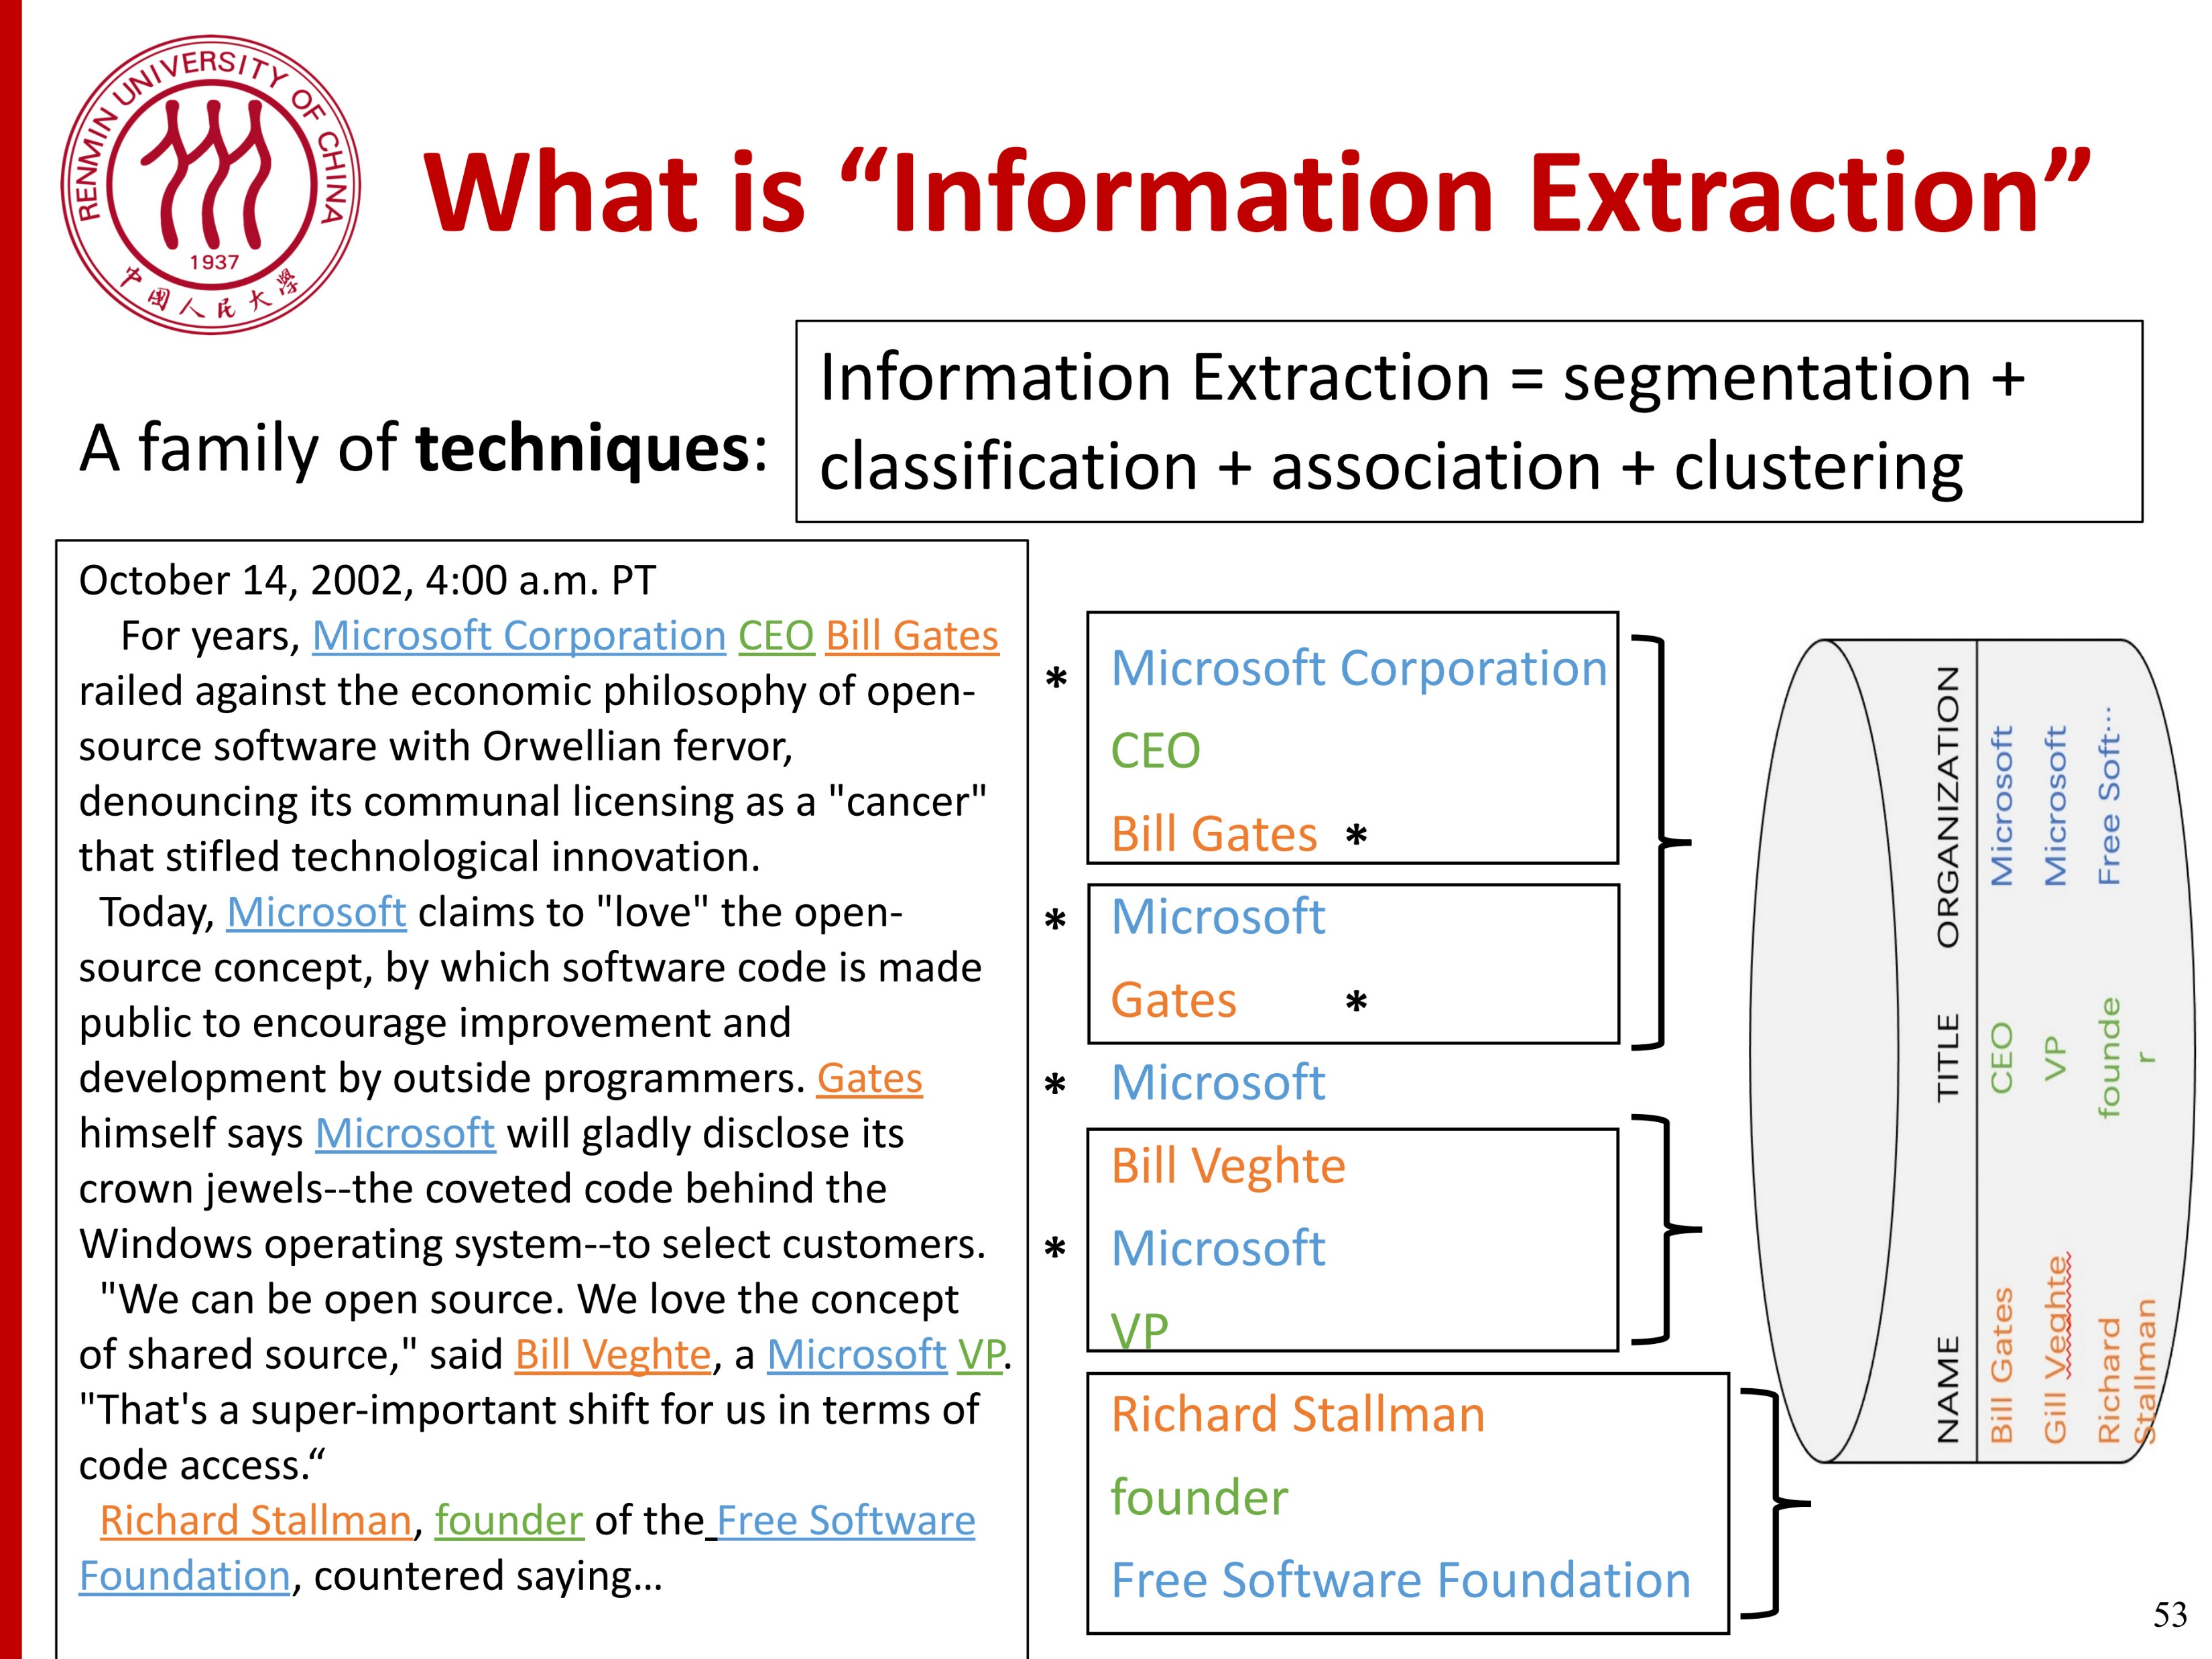 RENMIN UNIVERSITY OF CHINA
1937
中国人民大學
What is “Information Extraction”
A family of techniques:
Information Extraction = segmentation +
classification + association + clustering
October 14, 2002, 4:00 a.m. PT
For years, Microsoft Corporation CEO Bill Gates
railed against the economic philosophy of open-
source software with Orwellian fervor,
denouncing its communal licensing as a "cancer"
that stifled technological innovation.
Today, Microsoft claims to "love" the open-
source concept, by which software code is made
public to encourage improvement and
development by outside programmers. Gates
himself says Microsoft will gladly disclose its
crown jewels--the coveted code behind the
Windows operating system--to select customers.
"We can be open source. We love the concept
of shared source," said Bill Veghte, a Microsoft VP.
"That's a super-important shift for us in terms of
code access.“
Richard Stallman, founder of the Free Software
Foundation, countered saying…
* Microsoft Corporation
CEO
Bill Gates *
* Microsoft
Gates *
* Microsoft
Bill Veghte
* Microsoft
VP
Richard Stallman
founder
Free Software Foundation
NAME TITLE ORGANIZATION
Bill Gates CEO Microsoft
Gill Veghte VP Microsoft
Richard founde Free Soft…
Stallman r
53